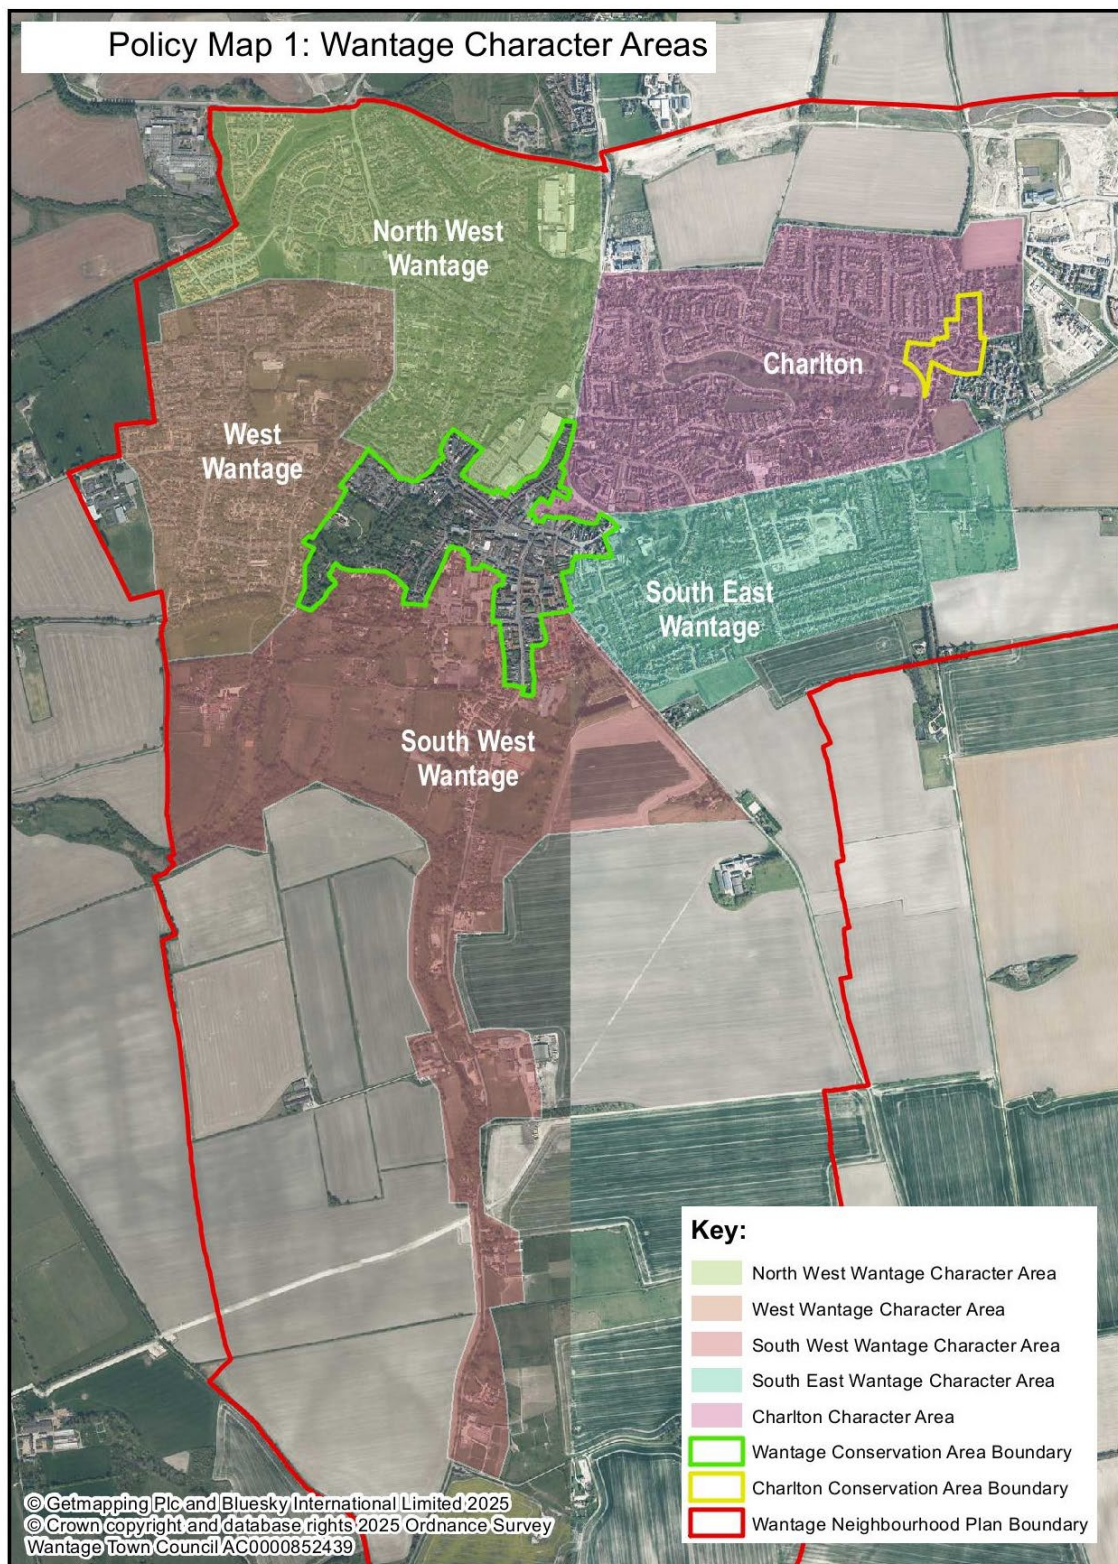 Policy Map 1: Wantage Character Areas
North West
Wantage
Charlton
West
Wantage
South East
Wantage
South West
Wantage
Key:
North West Wantage Character Area
West Wantage Character Area
South West Wantage Character Area
South East Wantage Character Area
Charlton Character Area
Wantage Conservation Area Boundary
Charlton Conservation Area Boundary
Wantage Neighbourhood Plan Boundary
© Getmapping Plc and Bluesky International Limited 2025
© Crown copyright and database rights 2025 Ordnance Survey
Wantage Town Council AC0000852439